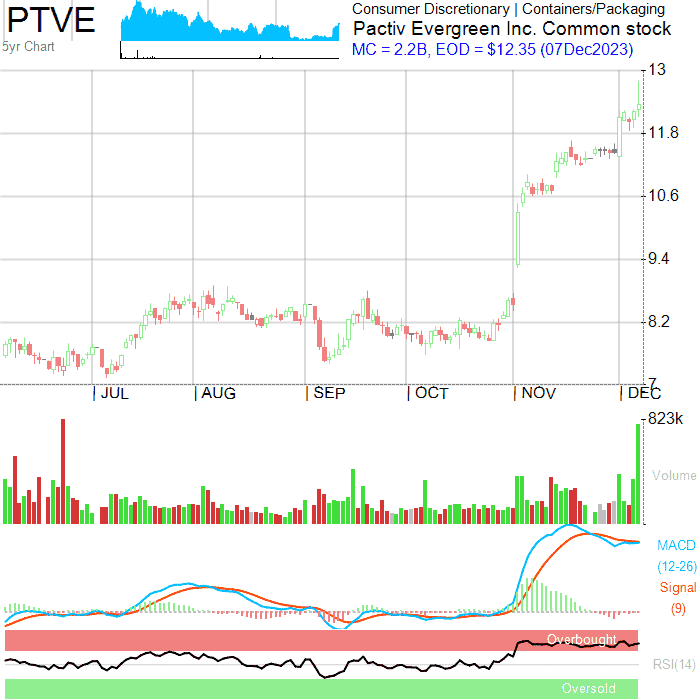 PTVE
5yr Chart
Consumer Discretionary | Containers/Packaging
Pactiv Evergreen Inc. Common stock
MC = 2.2B, EOD = $12.35 (07Dec2023)
13
11.8
10.6
9.4
8.2
7
JUL AUG SEP OCT NOV DEC
823k
Volume
MACD
(12-26)
Signal
(9)
Overbought
RSI(14)
Oversold